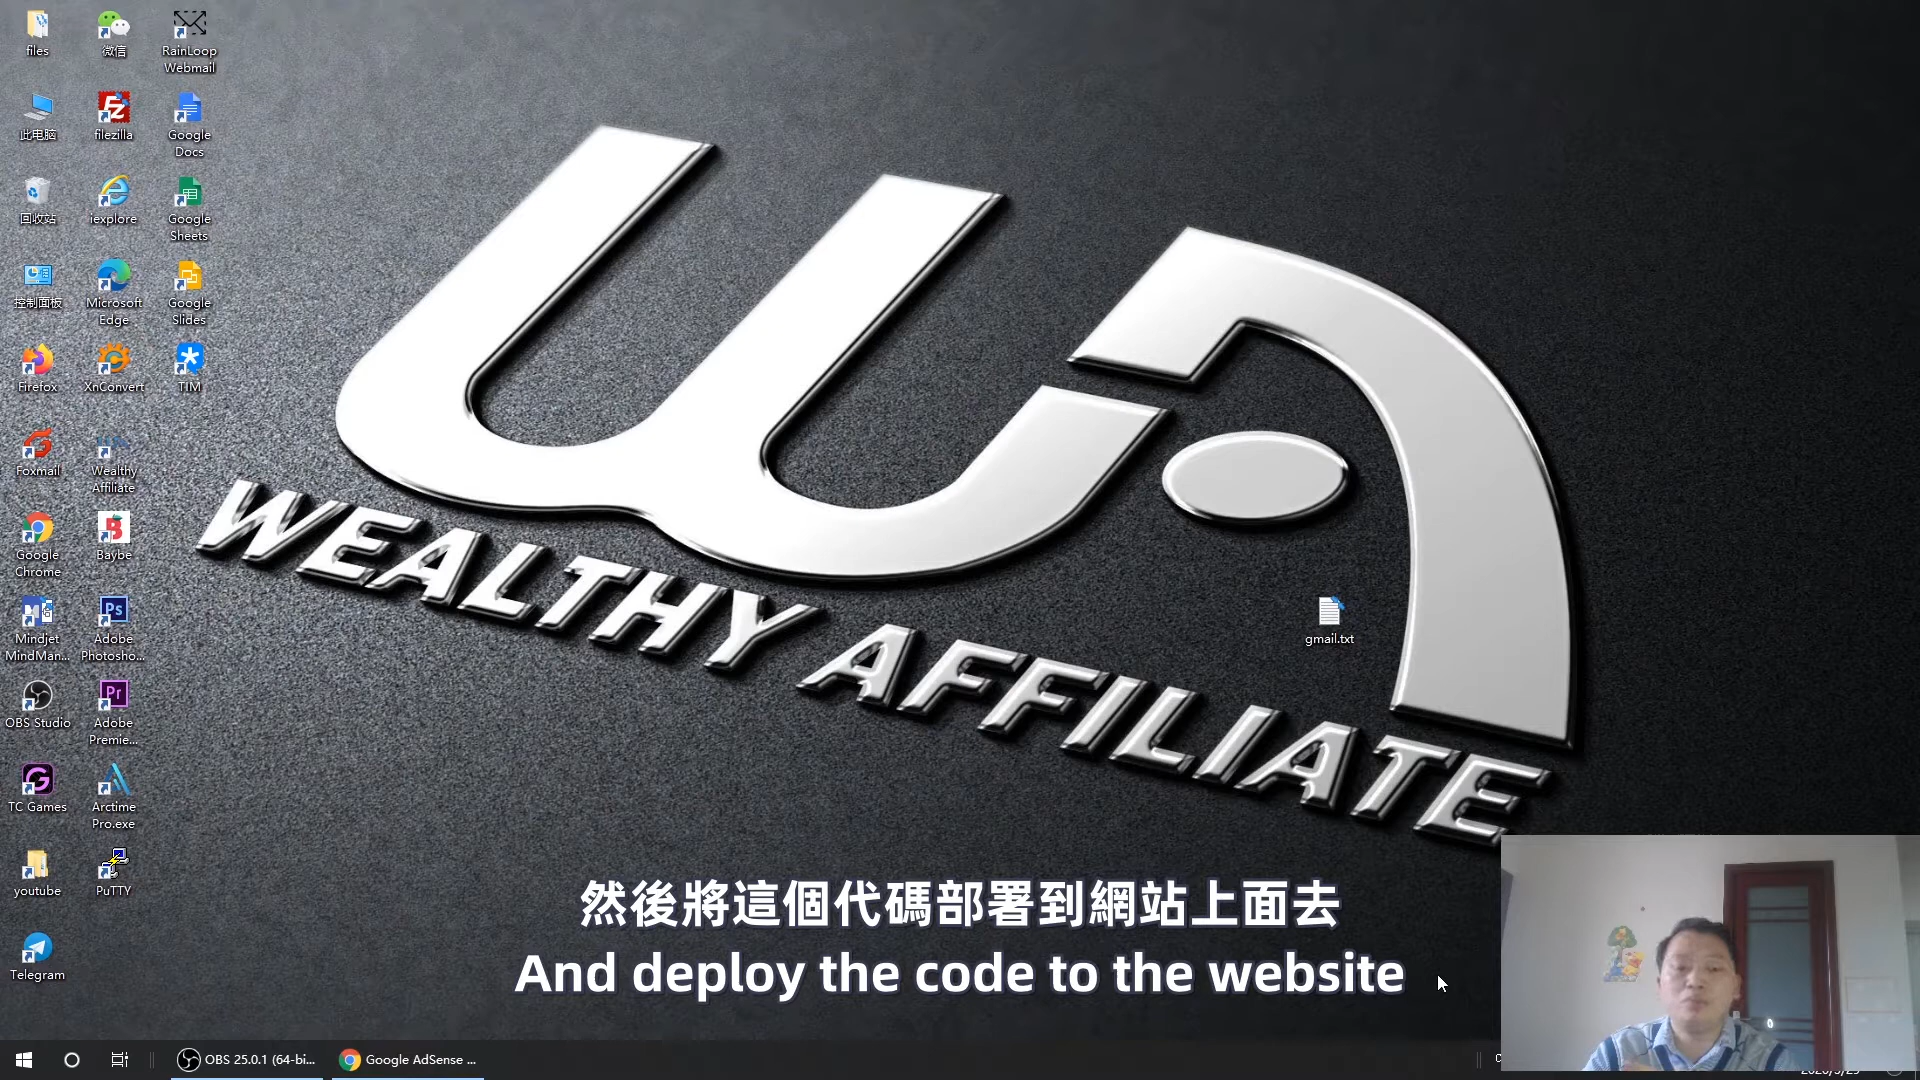 files
微信
RainLoop
Webmail
此电脑
filezilla
Google
Docs
回收站
iexplore
Google
Sheets
控制面板
Microsoft
Edge
Google
Slides
Firefox
XnConvert
TIM
Foxmail
Wealthy
Affiliate
Google
Chrome
Baybe
Mindjet
MindMan...
Adobe
Photosho...
OBS Studio
Adobe
Premie...
TC Games
Arctime
Pro.exe
youtube
PuTTY
Telegram
WEALTHY AFFILIATE
gmail.txt
然後將這個代碼部署到網站上面去
And deploy the code to the website
OBS 25.0.1 (64-bi...
Google AdSense ...